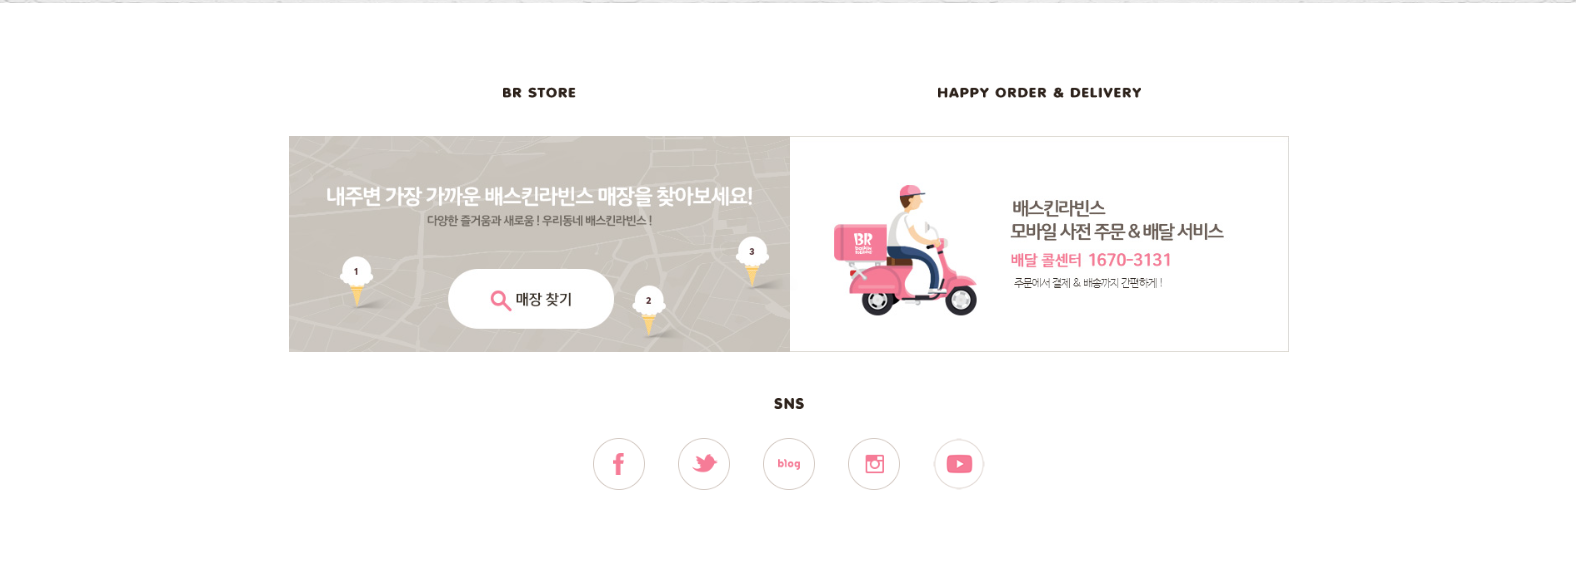 BR STORE
HAPPY ORDER & DELIVERY
내주변 가장 가까운 배스킨라빈스 매장을 찾아보세요!
다양한 즐거움과 새로움 ! 우리동네 배스킨라빈스 !
1
2
3
매장 찾기
BR
배스킨라빈스
모바일 사전 주문 & 배달 서비스
배달 콜센터 1670-3131
주문에서 결제 & 배송까지 간편하게 !
SNS
blog